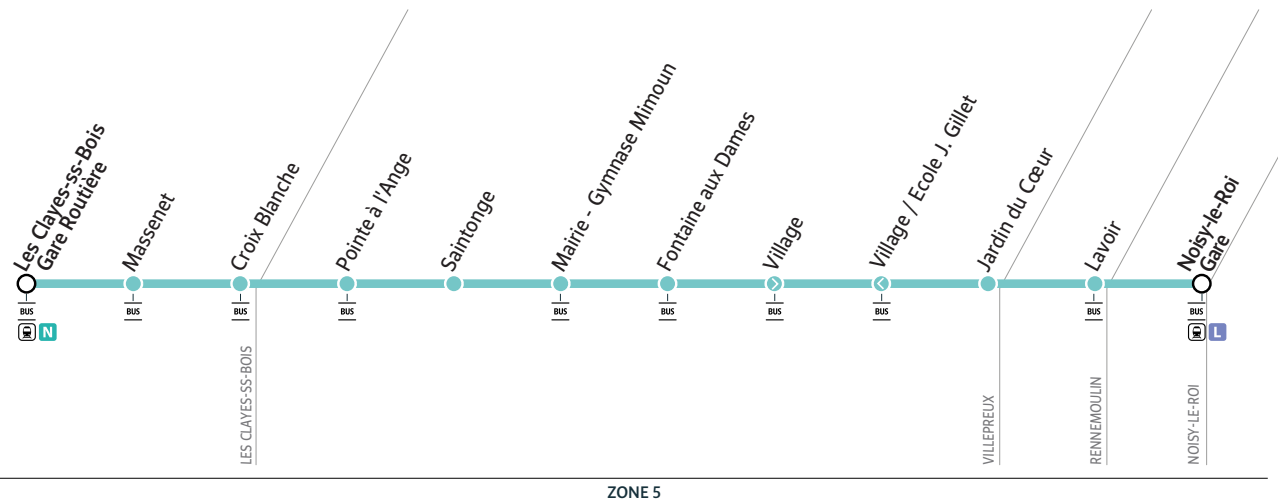 Les Clayes-ss-Bois
Gare Routière
Massenet
Croix Blanche
Pointe à l'Ange
Saintonge
Mairie - Gymnase Mimoun
Fontaine aux Dames
Village
Village / Ecole J. Gillet
Jardin du Cœur
Lavoir
Noisy-le-Roi
Gare
BUS
BUS
BUS
BUS
BUS
BUS
BUS
BUS
BUS
BUS
N
L
LES CLAYES-SS-BOIS
VILLEPREUX
RENNEMOULIN
NOISY-LE-ROI
ZONE 5